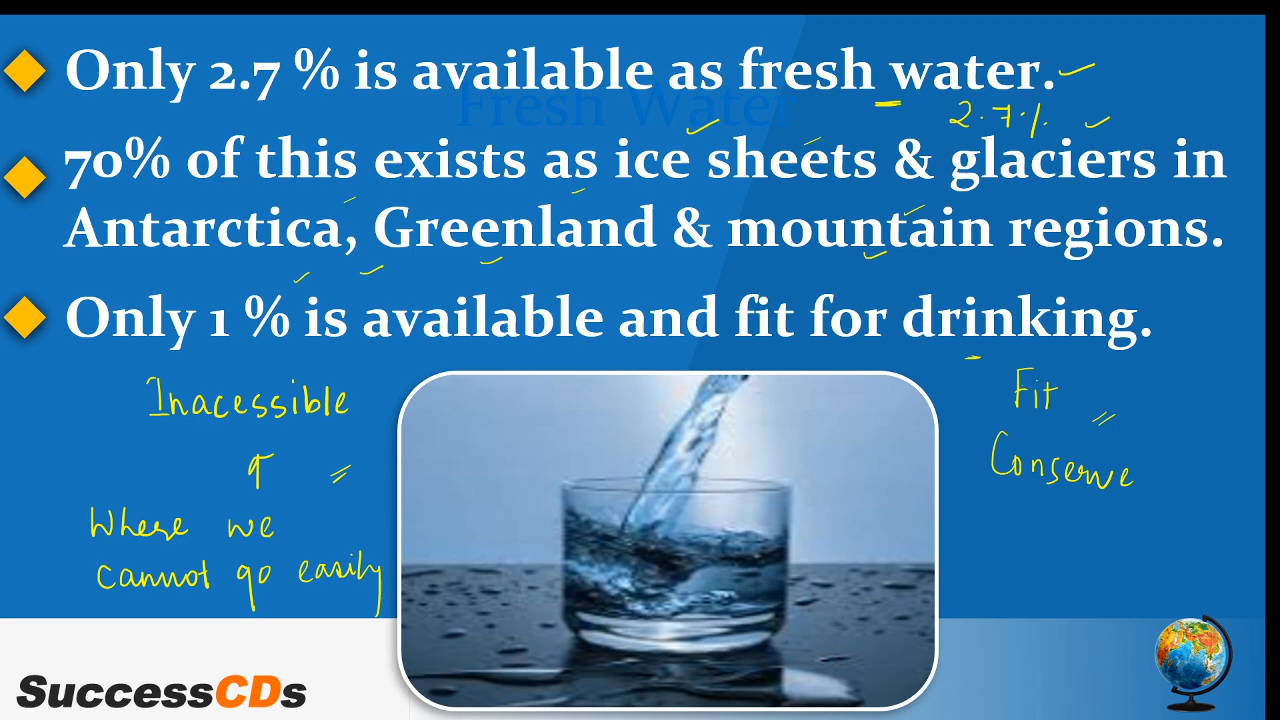 Only 2.7 % is available as fresh water.
Fresh Water
2.7%
70% of this exists as ice sheets & glaciers in
Antarctica, Greenland & mountain regions.
Only 1 % is available and fit for drinking.
Inacessible
Where we
cannot go easily
Fit
Conserve
SuccessCDs